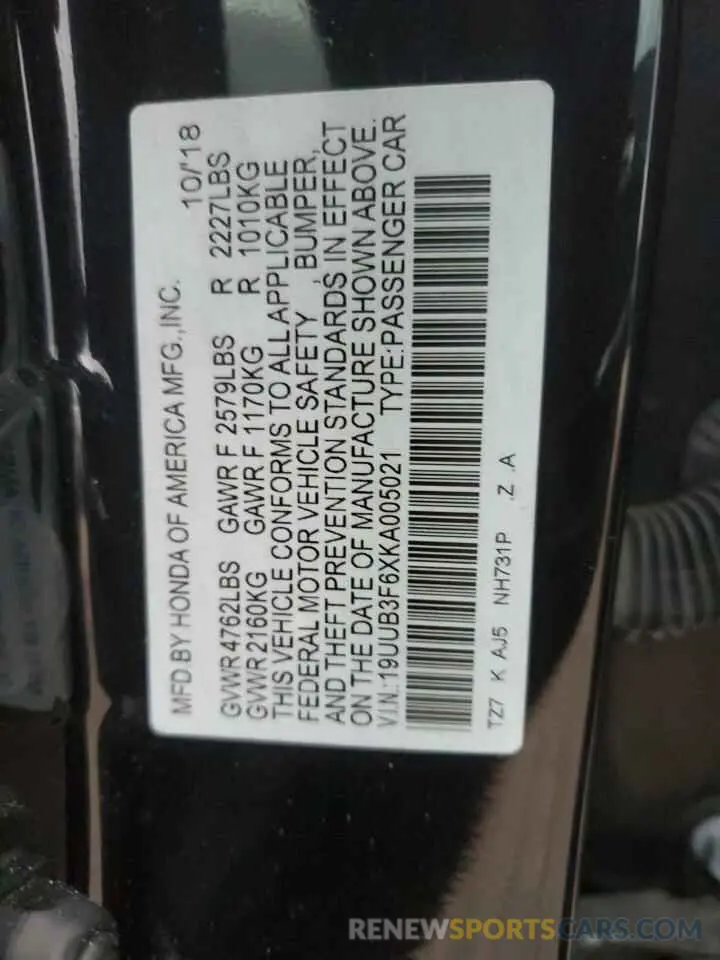 MFD BY HONDA OF AMERICA MFG.,INC. 10/'18
GVWR 4762LBS GAWR F 2579LBS R 2227LBS
GVWR 2160KG GAWR F 1170KG R 1010KG
THIS VEHICLE CONFORMS TO ALL APPLICABLE
FEDERAL MOTOR VEHICLE SAFETY , BUMPER,
AND THEFT PREVENTION STANDARDS IN EFFECT
ON THE DATE OF MANUFACTURE SHOWN ABOVE.
V.I.N.:19UUB3F6XKA005021 TYPE:PASSENGER CAR
TZ7 K AJ5 NH731P .Z .A
RENEWSPORTSCARS.COM